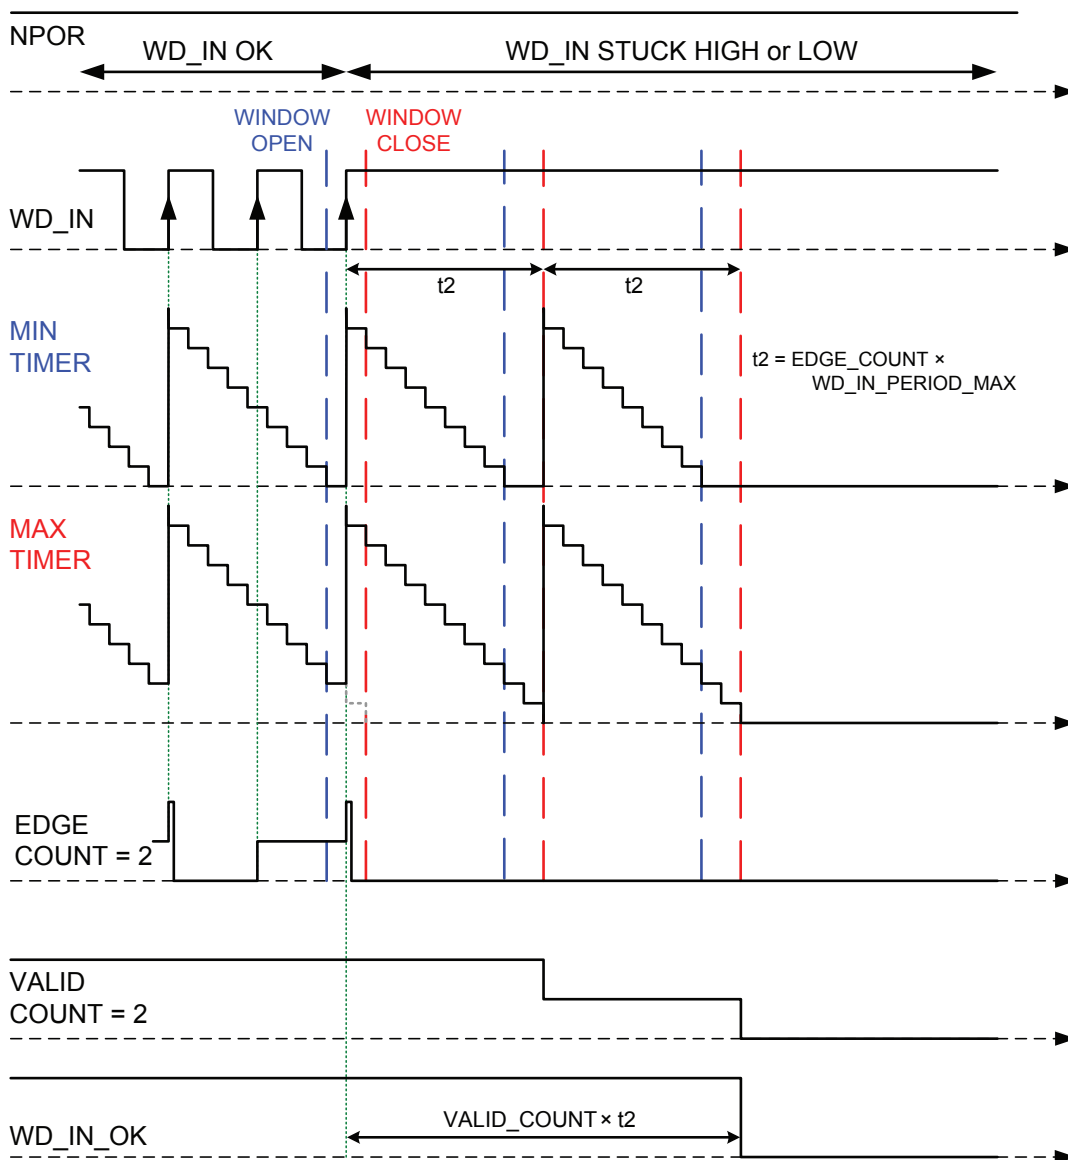 NPOR
WD_IN OK
WD_IN STUCK HIGH or LOW
WINDOW
OPEN
WINDOW
CLOSE
WD_IN
t2
t2
MIN
TIMER
t2 = EDGE_COUNT ×
WD_IN_PERIOD_MAX
MAX
TIMER
EDGE
COUNT = 2
VALID
COUNT = 2
VALID_COUNT × t2
WD_IN_OK